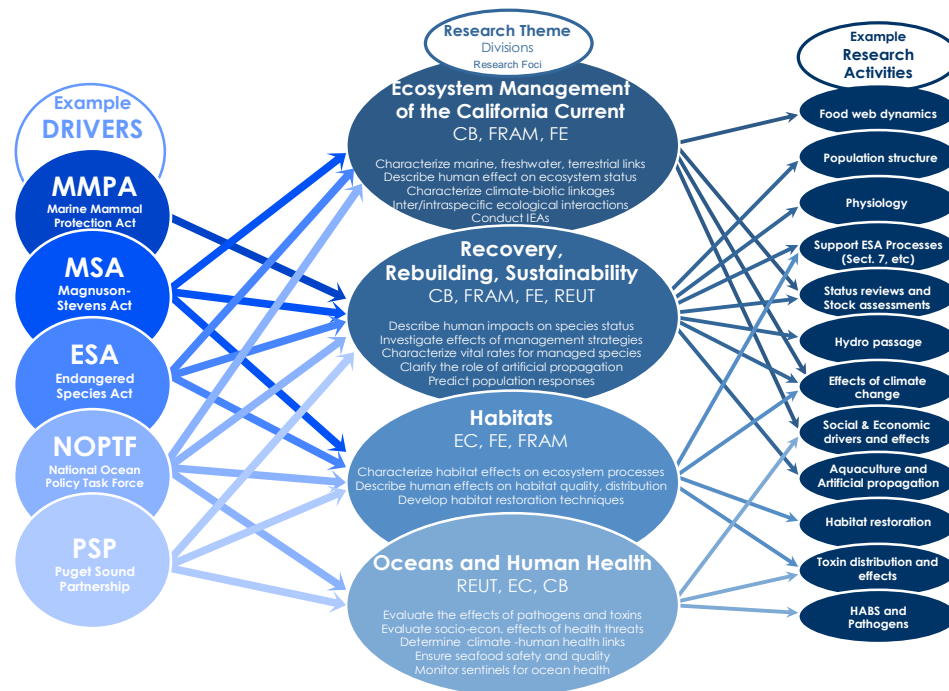 Example
DRIVERS
MMPA
Marine Mammal
Protection Act
MSA
Magnuson-
Stevens Act
ESA
Endangered
Species Act
NOPTF
National Ocean
Policy Task Force
PSP
Puget Sound
Partnership
Research Theme
Divisions
Research Foci
Ecosystem Management
of the California Current
CB, FRAM, FE
Characterize marine, freshwater, terrestrial links
Describe human effect on ecosystem status
Characterize climate-biotic linkages
Inter/intraspecific ecological interactions
Conduct IEAs
Recovery,
Rebuilding, Sustainability
CB, FRAM, FE, REUT
Describe human impacts on species status
Investigate effects of management strategies
Characterize vital rates for managed species
Clarify the role of artificial propagation
Predict population responses
Habitats
EC, FE, FRAM
Characterize habitat effects on ecosystem processes
Describe human effects on habitat quality, distribution
Develop habitat restoration techniques
Oceans and Human Health
REUT, EC, CB
Evaluate the effects of pathogens and toxins
Evaluate socio-econ. effects of health threats
Determine climate -human health links
Ensure seafood safety and quality
Monitor sentinels for ocean health
Example
Research
Activities
Food web dynamics
Population structure
Physiology
Support ESA Processes
(Sect. 7, etc)
Status reviews and
Stock assessments
Hydro passage
Effects of climate
change
Social & Economic
drivers and effects
Aquaculture and
Artificial propagation
Habitat restoration
Toxin distribution and
effects
HABS and
Pathogens